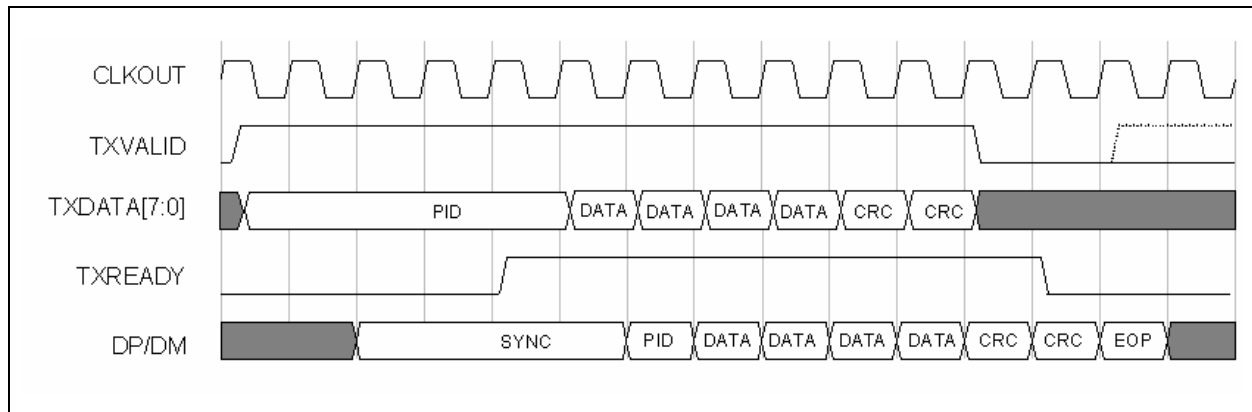 CLKOUT
TXVALID
TXDATA[7:0] PID DATA DATA DATA DATA CRC CRC
TXREADY
DP/DM SYNC PID DATA DATA DATA DATA CRC CRC EOP